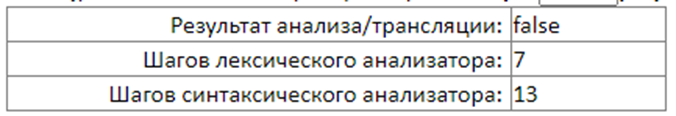 Результат анализа/трансляции: false
Шагов лексического анализатора: 7
Шагов синтаксического анализатора: 13